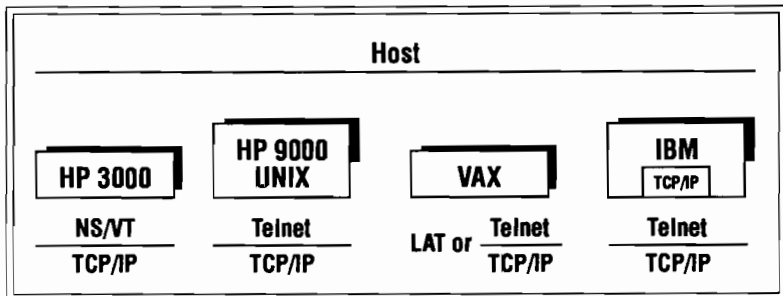 Host
HP 3000
HP 9000
UNIX
VAX
IBM
TCP/IP
NS/VT
TCP/IP
Telnet
TCP/IP
LAT or Telnet
TCP/IP
Telnet
TCP/IP